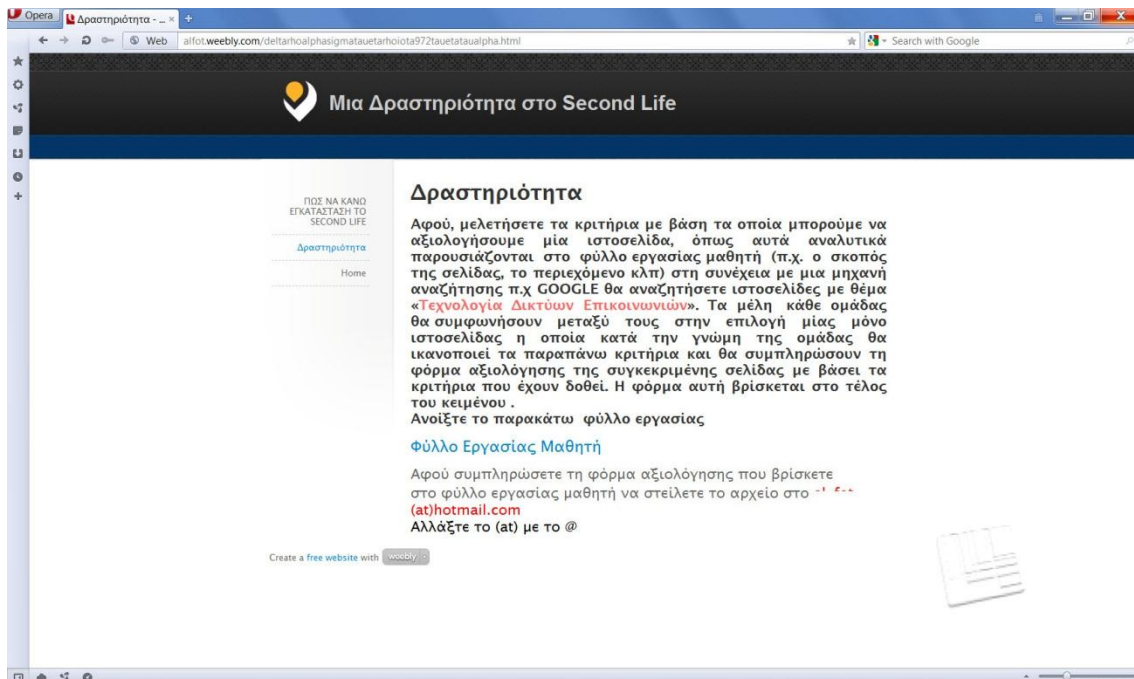 Opera
Δραστηριότητα - ...
Web
alfot.weebly.com/deltarhoalphasigmatauetarhoiota972tauetataualpha.html
Search with Google
Μια Δραστηριότητα στο Second Life
ΠΩΣ ΝΑ ΚΑΝΩ
ΕΓΚΑΤΑΣΤΑΣΗ ΤΟ
SECOND LIFE
Δραστηριότητα
Home
Δραστηριότητα
Αφού, μελετήσετε τα κριτήρια με βάση τα οποία μπορούμε να
αξιολογήσουμε μία ιστοσελίδα, όπως αυτά αναλυτικά
παρουσιάζονται στο φύλλο εργασίας μαθητή (π.χ. ο σκοπός
της σελίδας, το περιεχόμενο κλπ) στη συνέχεια με μια μηχανή
αναζήτησης π.χ GOOGLE θα αναζητήσετε ιστοσελίδες με θέμα
«Τεχνολογία Δικτύων Επικοινωνιών». Τα μέλη κάθε ομάδας
θα συμφωνήσουν μεταξύ τους στην επιλογή μίας μόνο
ιστοσελίδας η οποία κατά την γνώμη της ομάδας θα
ικανοποιεί τα παραπάνω κριτήρια και θα συμπληρώσουν τη
φόρμα αξιολόγησης της συγκεκριμένης σελίδας με βάσει τα
κριτήρια που έχουν δοθεί. Η φόρμα αυτή βρίσκεται στο τέλος
του κειμένου .
Ανοίξτε το παρακάτω φύλλο εργασίας
Φύλλο Εργασίας Μαθητή
Αφού συμπληρώσετε τη φόρμα αξιολόγησης που βρίσκετε
στο φύλλο εργασίας μαθητή να στείλετε το αρχείο στο
(at)hotmail.com
Αλλάξτε το (at) με το @
Create a free website with weebly